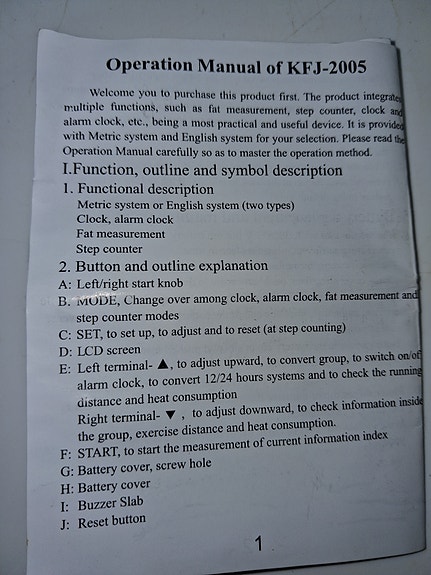 Operation Manual of KFJ-2005
Welcome you to purchase this product first. The product integrates
multiple functions, such as fat measurement, step counter, clock and
alarm clock, etc., being a most practical and useful device. It is provided
with Metric system and English system for your selection. Please read the
Operation Manual carefully so as to master the operation method.
I.Function, outline and symbol description
1. Functional description
Metric system or English system (two types)
Clock, alarm clock
Fat measurement
Step counter
2. Button and outline explanation
A: Left/right start knob
B. MODE, Change over among clock, alarm clock, fat measurement and
step counter modes
C: SET, to set up, to adjust and to reset (at step counting)
D: LCD screen
E: Left terminal- ▲, to adjust upward, to convert group, to switch on/of
alarm clock, to convert 12/24 hours systems and to check the running
distance and heat consumption
Right terminal- ▼ , to adjust downward, to check information inside
the group, exercise distance and heat consumption.
F: START, to start the measurement of current information index
G: Battery cover, screw hole
H: Battery cover
I: Buzzer Slab
J: Reset button
1